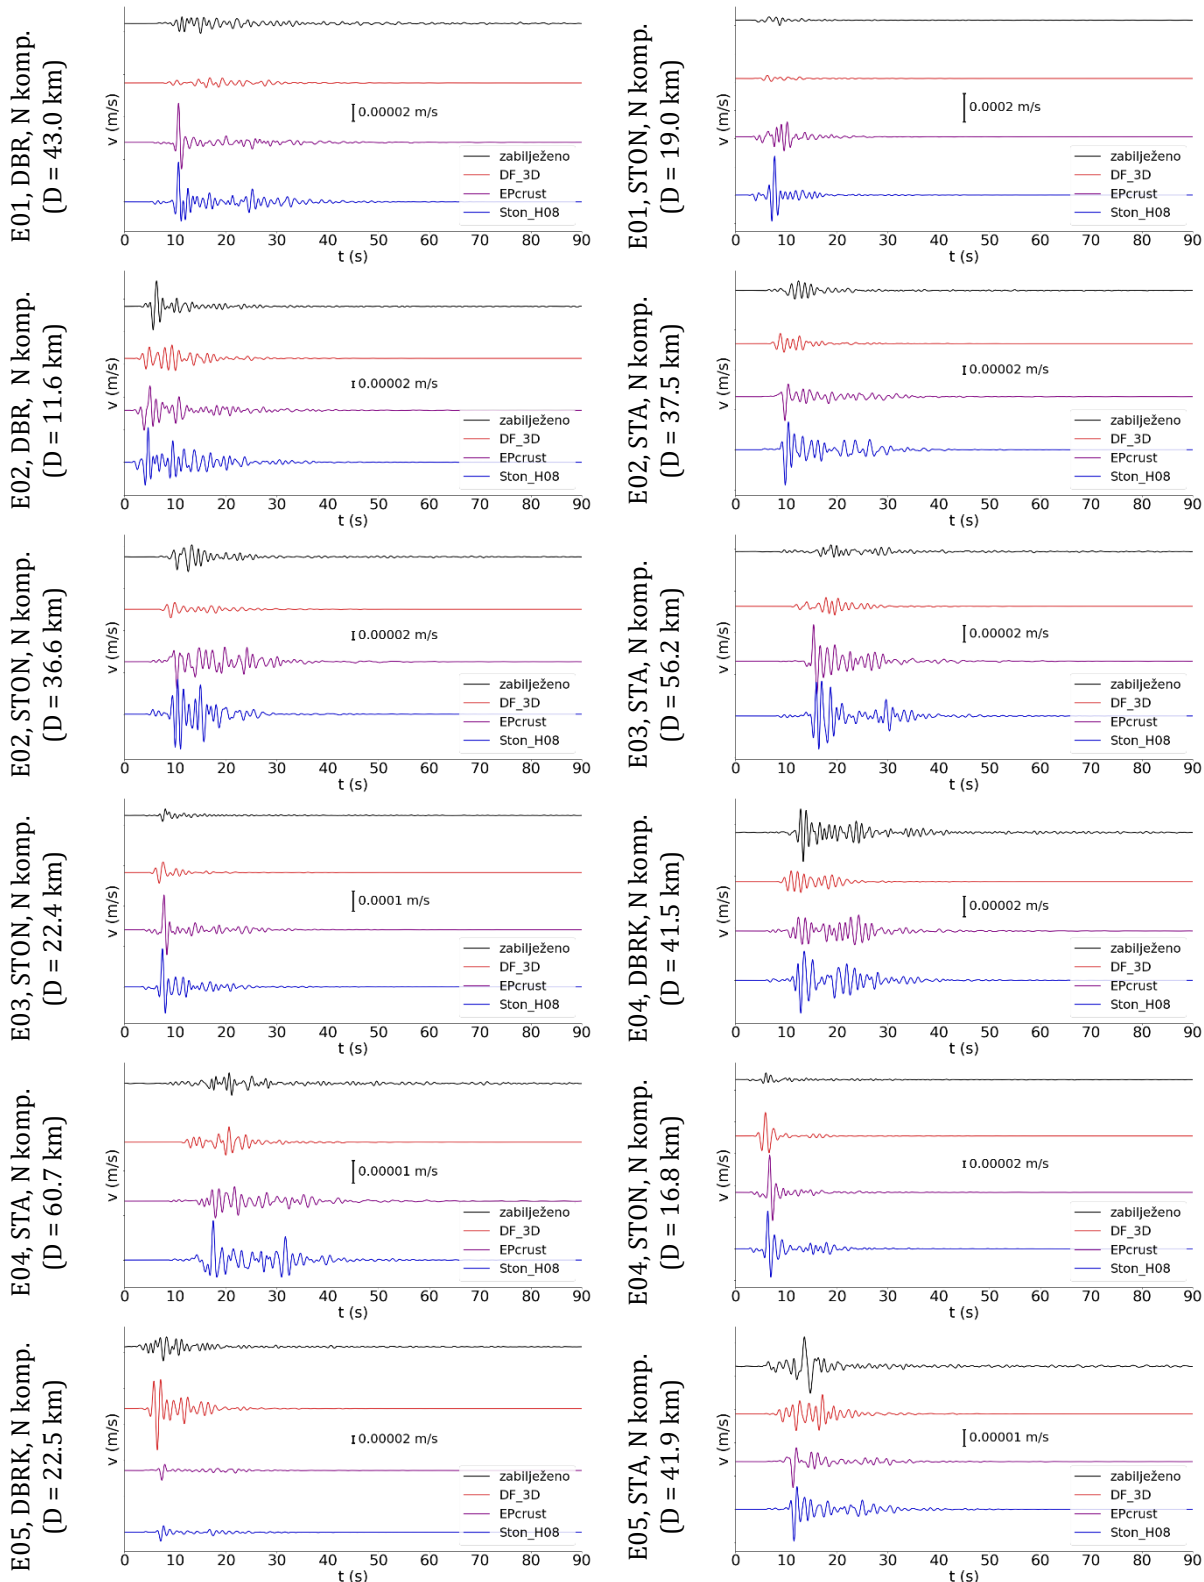 E01, DBR, N komp.
(D = 43.0 km)
v (m/s)
0.00002 m/s
zabilježeno
DF_3D
EPcrust
Ston_H08
0 10 20 30 40 50 60 70 80 90
t (s)
E01, STON, N komp.
(D = 19.0 km)
v (m/s)
0.0002 m/s
zabilježeno
DF_3D
EPcrust
Ston_H08
0 10 20 30 40 50 60 70 80 90
t (s)
E02, DBR, N komp.
(D = 11.6 km)
v (m/s)
0.00002 m/s
zabilježeno
DF_3D
EPcrust
Ston_H08
0 10 20 30 40 50 60 70 80 90
t (s)
E02, STA, N komp.
(D = 37.5 km)
v (m/s)
0.00002 m/s
zabilježeno
DF_3D
EPcrust
Ston_H08
0 10 20 30 40 50 60 70 80 90
t (s)
E02, STON, N komp.
(D = 36.6 km)
v (m/s)
0.00002 m/s
zabilježeno
DF_3D
EPcrust
Ston_H08
0 10 20 30 40 50 60 70 80 90
t (s)
E03, STA, N komp.
(D = 56.2 km)
v (m/s)
0.00002 m/s
zabilježeno
DF_3D
EPcrust
Ston_H08
0 10 20 30 40 50 60 70 80 90
t (s)
E03, STON, N komp.
(D = 22.4 km)
v (m/s)
0.0001 m/s
zabilježeno
DF_3D
EPcrust
Ston_H08
0 10 20 30 40 50 60 70 80 90
t (s)
E04, DBRK, N komp.
(D = 41.5 km)
v (m/s)
0.00002 m/s
zabilježeno
DF_3D
EPcrust
Ston_H08
0 10 20 30 40 50 60 70 80 90
t (s)
E04, STA, N komp.
(D = 60.7 km)
v (m/s)
0.00001 m/s
zabilježeno
DF_3D
EPcrust
Ston_H08
0 10 20 30 40 50 60 70 80 90
t (s)
E04, STON, N komp.
(D = 16.8 km)
v (m/s)
0.00002 m/s
zabilježeno
DF_3D
EPcrust
Ston_H08
0 10 20 30 40 50 60 70 80 90
t (s)
E05, DBRK, N komp.
(D = 22.5 km)
v (m/s)
0.00002 m/s
zabilježeno
DF_3D
EPcrust
Ston_H08
0 10 20 30 40 50 60 70 80 90
t (s)
E05, STA, N komp.
(D = 41.9 km)
v (m/s)
0.00001 m/s
zabilježeno
DF_3D
EPcrust
Ston_H08
0 10 20 30 40 50 60 70 80 90
t (s)